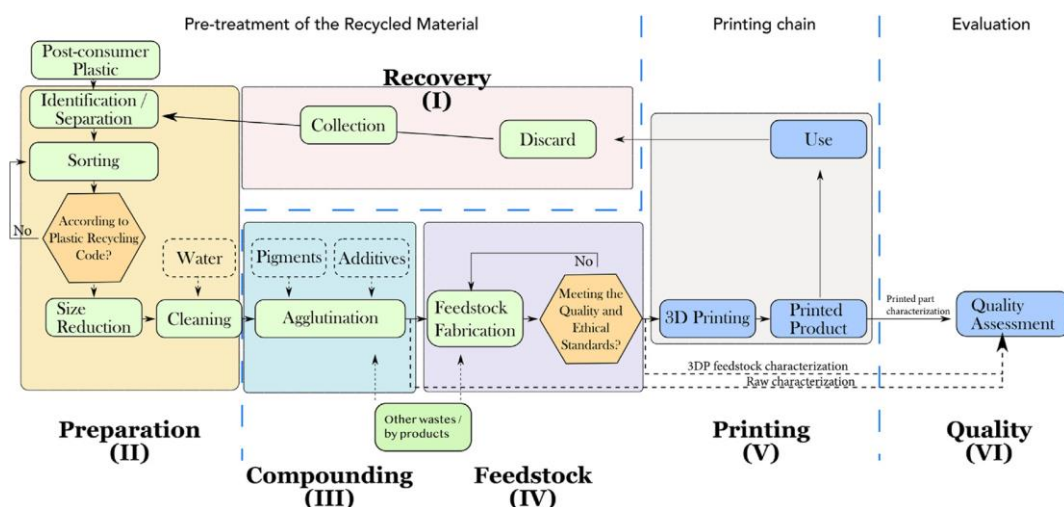 Pre-treatment of the Recycled Material
Printing chain
Evaluation
Post-consumer
Plastic
Recovery
(I)
Identification /
Separation
Collection
Discard
Use
Sorting
No
According to
Plastic Recycling
Code?
Water
Pigments
Additives
No
Size
Reduction
Cleaning
Agglutination
Feedstock
Fabrication
Meeting the
Quality and
Ethical
Standards?
3D Printing
Printed
Product
Printed part
characterization
Quality
Assessment
3DP feedstock characterization
Raw characterization
Other wastes /
by products
Preparation
(II)
Compounding
(III)
Feedstock
(IV)
Printing
(V)
Quality
(VI)